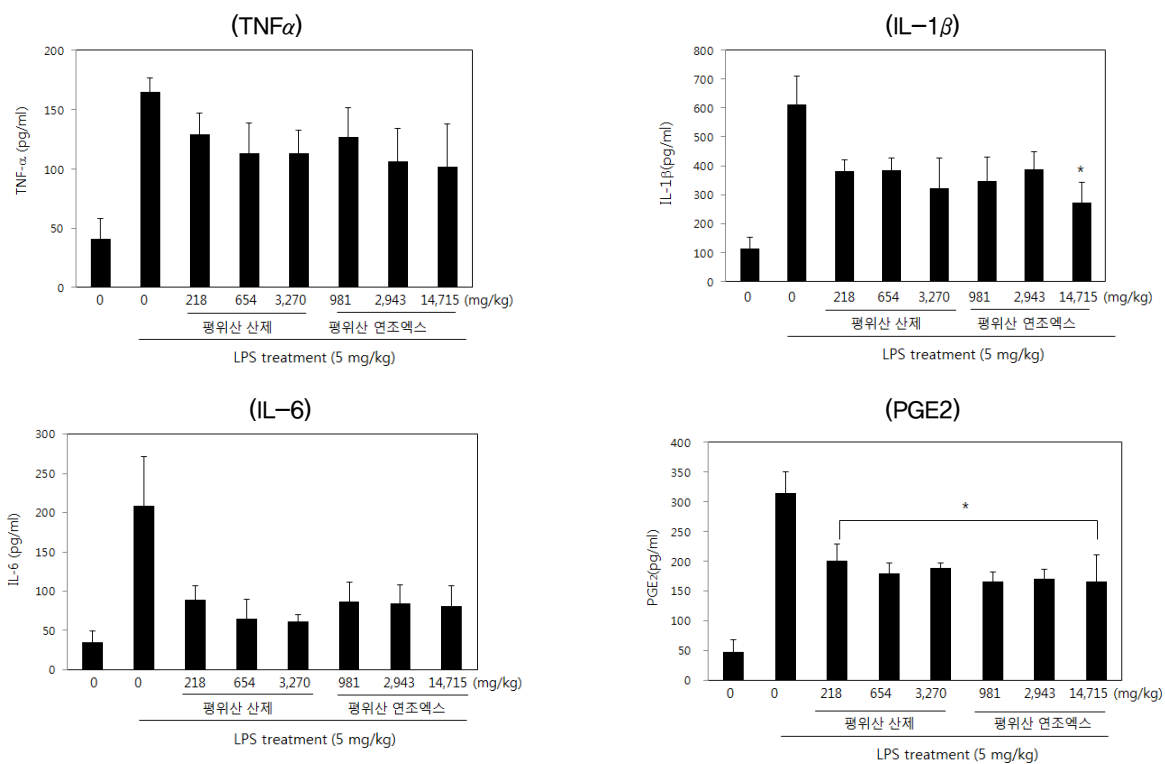 (TNFα)
200
150
100
50
0
TNF-α (pg/ml)
0 0 218 654 3,270 981 2,943 14,715 (mg/kg)
평위산 산제 평위산 연조엑스
LPS treatment (5 mg/kg)
(IL-1β)
800
700
600
500
400
300
200
100
0
IL-1β(pg/ml)
*
0 0 218 654 3,270 981 2,943 14,715 (mg/kg)
평위산 산제 평위산 연조엑스
LPS treatment (5 mg/kg)
(IL-6)
300
250
200
150
100
50
0
IL-6 (pg/ml)
0 0 218 654 3,270 981 2,943 14,715 (mg/kg)
평위산 산제 평위산 연조엑스
LPS treatment (5 mg/kg)
(PGE2)
400
350
300
250
200
150
100
50
0
PGE₂(pg/ml)
*
0 0 218 654 3,270 981 2,943 14,715 (mg/kg)
평위산 산제 평위산 연조엑스
LPS treatment (5 mg/kg)